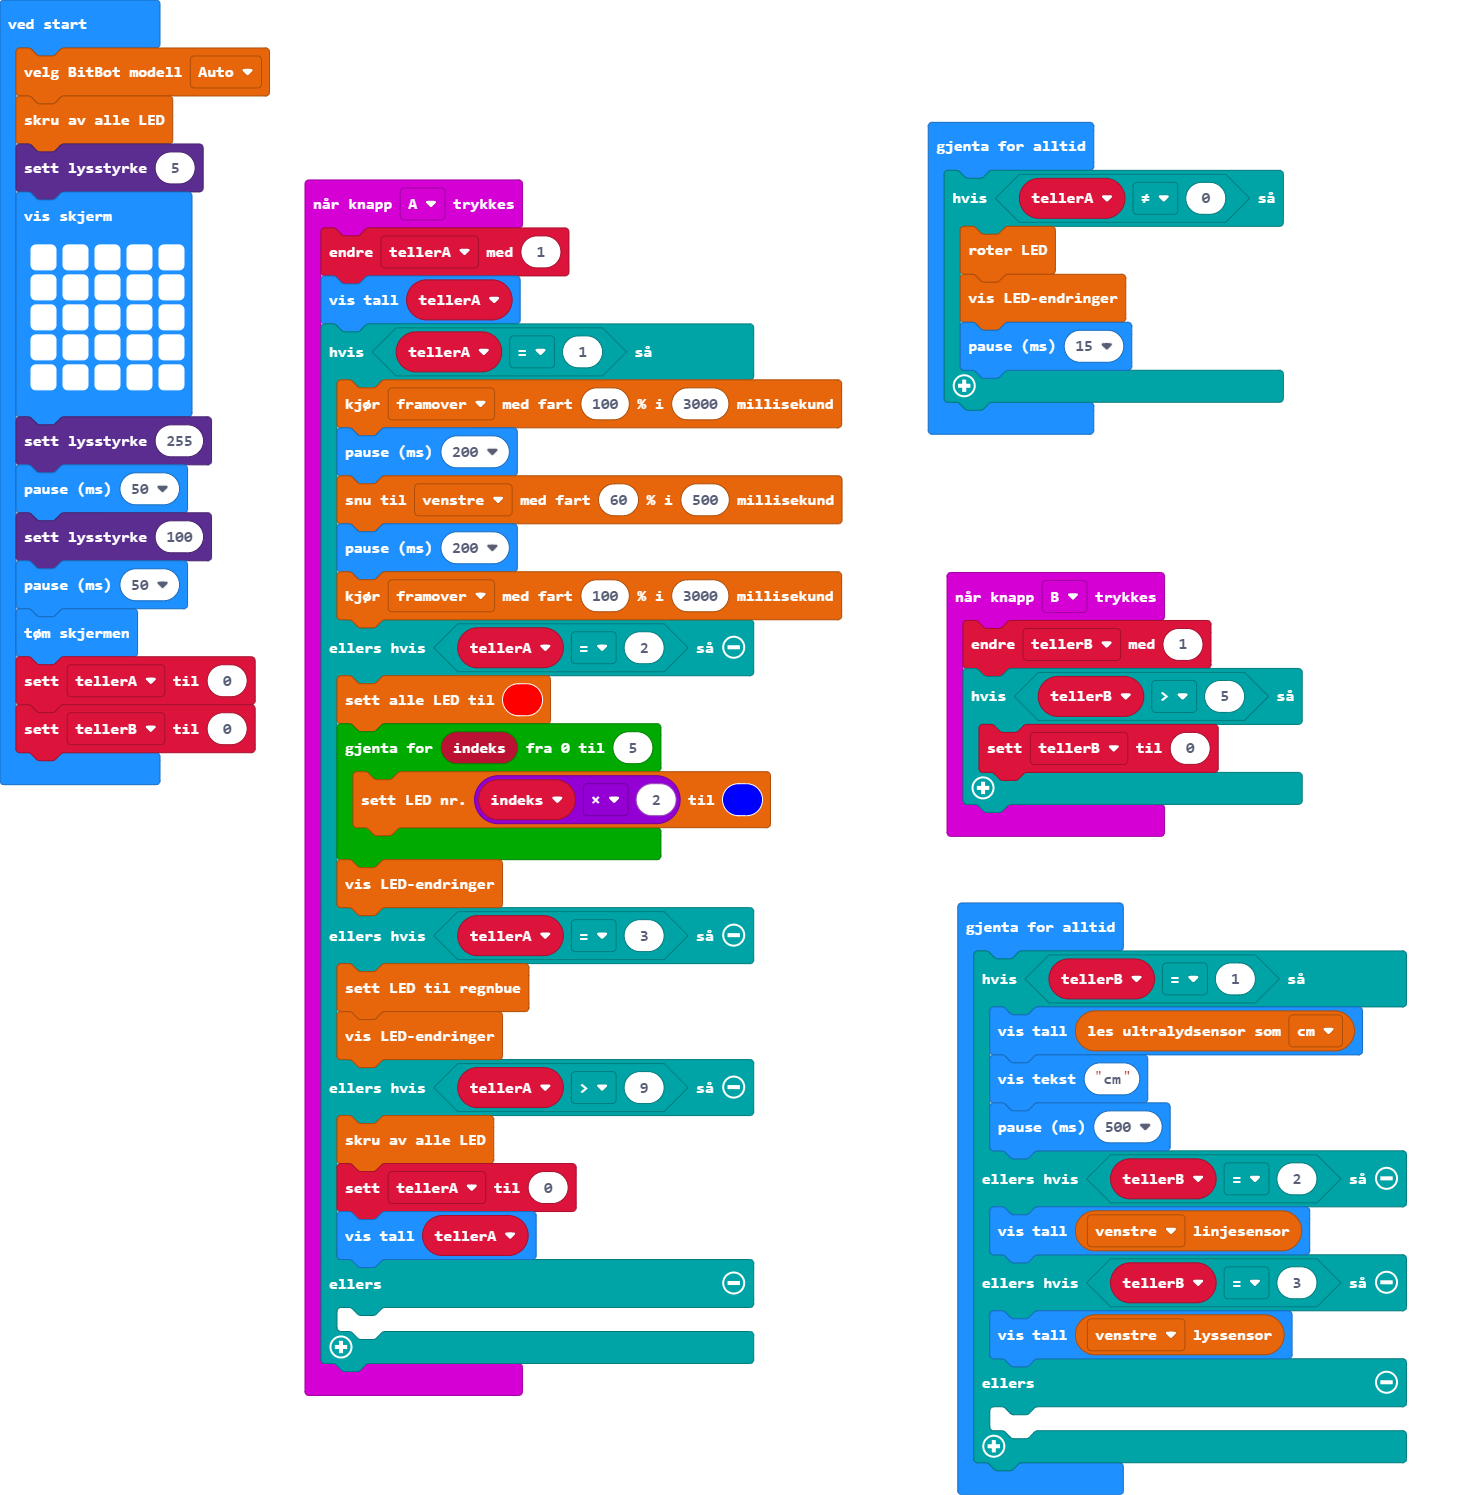 ved start
velg BitBot modell Auto
skru av alle LED
sett lysstyrke 5
vis skjerm
sett lysstyrke 255
pause (ms) 50
sett lysstyrke 100
pause (ms) 50
tøm skjermen
sett tellerA til 0
sett tellerB til 0
når knapp A trykkes
endre tellerA med 1
vis tall tellerA
hvis tellerA = 1 så
kjør framover med fart 100 % i 3000 millisekund
pause (ms) 200
snu til venstre med fart 60 % i 500 millisekund
pause (ms) 200
kjør framover med fart 100 % i 3000 millisekund
ellers hvis tellerA = 2 så
sett alle LED til
gjenta for indeks fra 0 til 5
sett LED nr. indeks × 2 til
vis LED-endringer
ellers hvis tellerA = 3 så
sett LED til regnbue
vis LED-endringer
ellers hvis tellerA > 9 så
skru av alle LED
sett tellerA til 0
vis tall tellerA
ellers
gjenta for alltid
hvis tellerA ≠ 0 så
roter LED
vis LED-endringer
pause (ms) 15
når knapp B trykkes
endre tellerB med 1
hvis tellerB > 5 så
sett tellerB til 0
gjenta for alltid
hvis tellerB = 1 så
vis tall les ultralydsensor som cm
vis tekst "cm"
pause (ms) 500
ellers hvis tellerB = 2 så
vis tall venstre linjesensor
ellers hvis tellerB = 3 så
vis tall venstre lyssensor
ellers